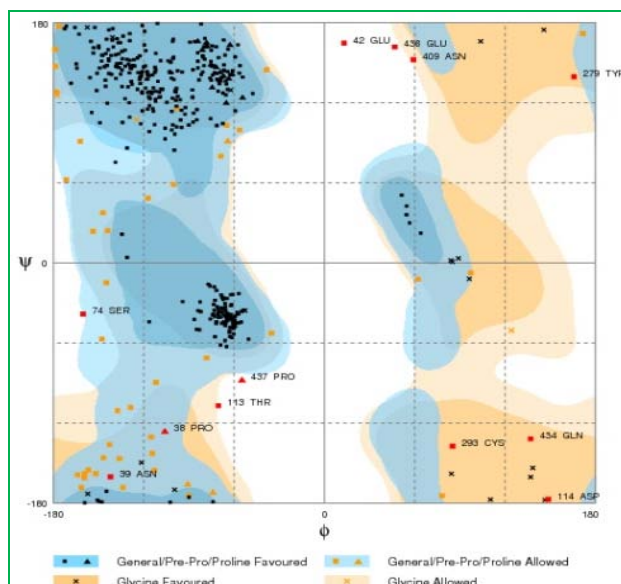 180
42 GLU
438 GLU
409 ASN
279 TYR
ψ
0
74 SER
437 PRO
113 THR
38 PRO
293 CYS
434 GLN
39 ASN
114 ASP
-180
-180
0
180
ϕ
General/Pre-Pro/Proline Favoured
General/Pre-Pro/Proline Allowed
Glycine Favoured
Glycine Allowed